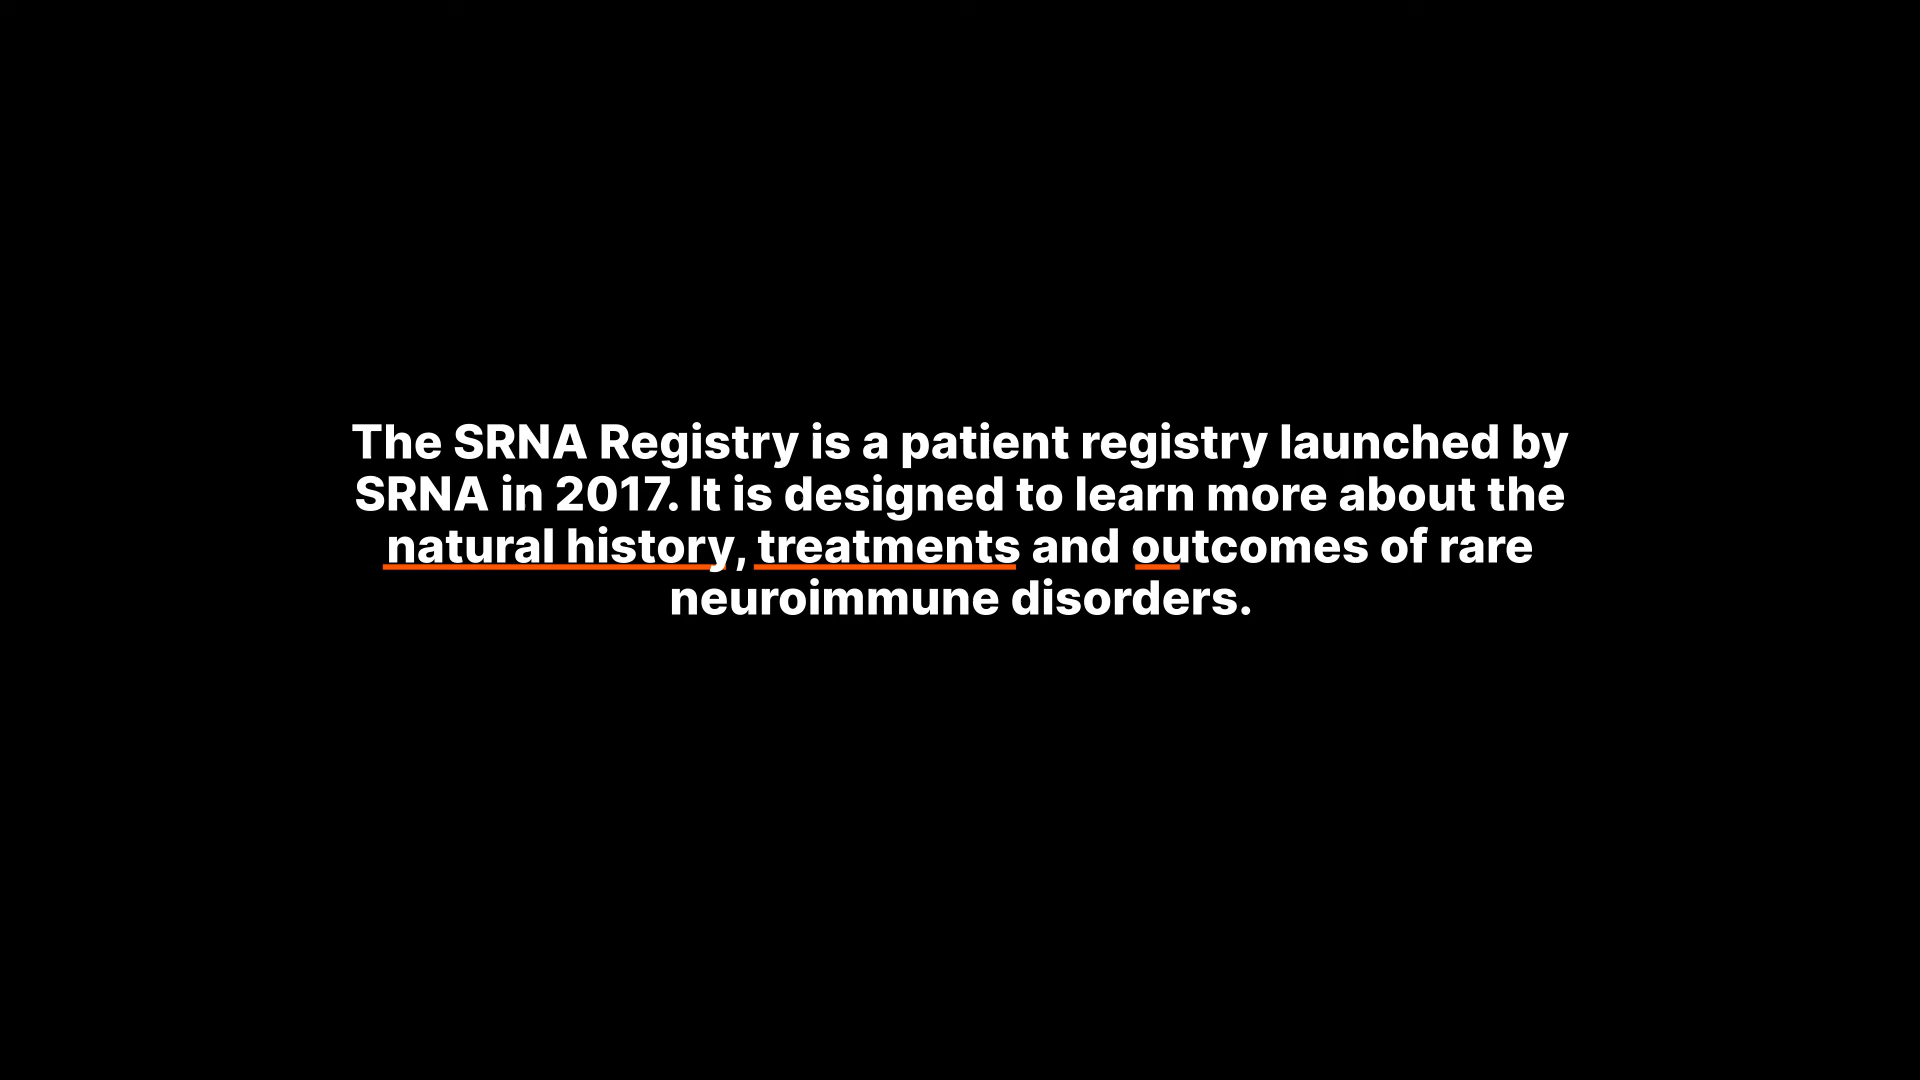 The SRNA Registry is a patient registry launched by
SRNA in 2017. It is designed to learn more about the
natural history, treatments and outcomes of rare
neuroimmune disorders.